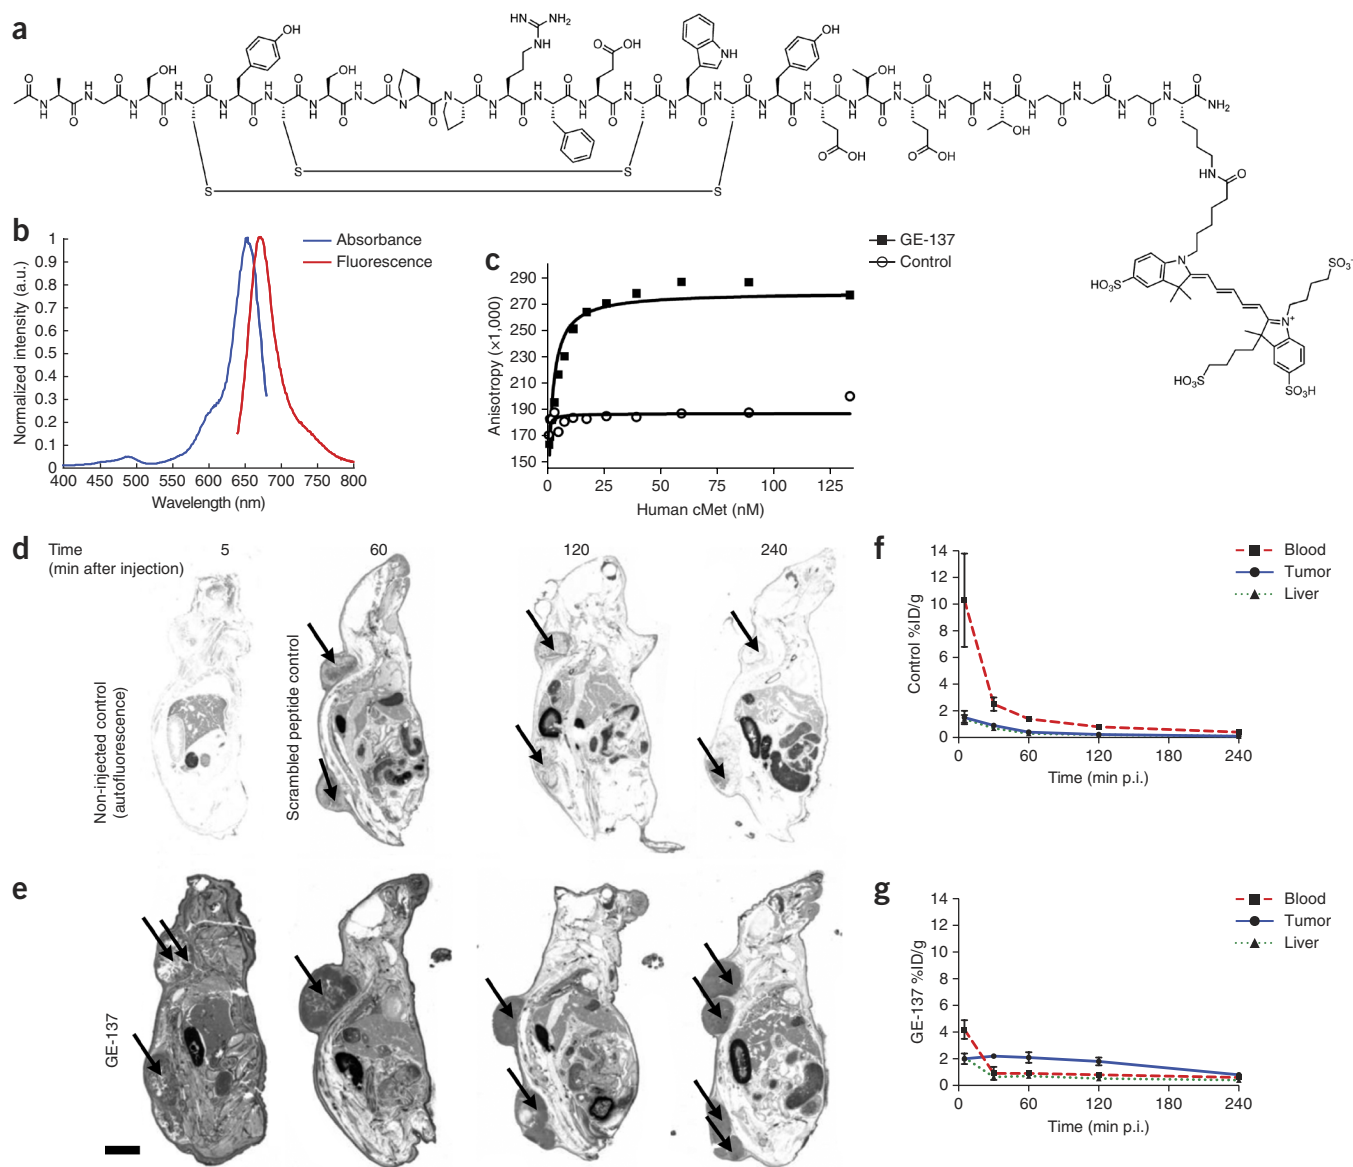 a
O
N
H
H
N
O
OH
O
N
H
OH
H
N
O
N
H
O
H
N
OH
O
N
H
H
N
O
N
O
N
O
HN
NH
NH₂
N
H
O
H
N
O
N
H
O
OH
H
N
O
N
H
NH
O
H
N
O
N
H
OH
O
H
N
O
OH
O
N
H
OH
O
H
N
O
OH
O
N
H
O
H
N
OH
O
N
H
O
H
N
O
N
H
O
H
N
O
NH₂
S
S
S
S
HN
O
N
HO₃S
SO₃⁻
N⁺
HO₃S
SO₃H
b
Normalized intensity (a.u.)
1
0.9
0.8
0.7
0.6
0.5
0.4
0.3
0.2
0.1
0
400 450 500 550 600 650 700 750 800
Wavelength (nm)
Absorbance
Fluorescence
c
Anisotropy (×1,000)
290
270
250
230
210
190
170
150
0 25 50 75 100 125
Human cMet (nM)
GE-137
Control
d
Time
(min after injection)
5 60 120 240
Non-injected control
(autofluorescence)
Scrambled peptide control
e
GE-137
f
Control %ID/g
14
12
10
8
6
4
2
0
0 60 120 180 240
Time (min p.i.)
Blood
Tumor
Liver
g
GE-137 %ID/g
14
12
10
8
6
4
2
0
0 60 120 180 240
Time (min p.i.)
Blood
Tumor
Liver